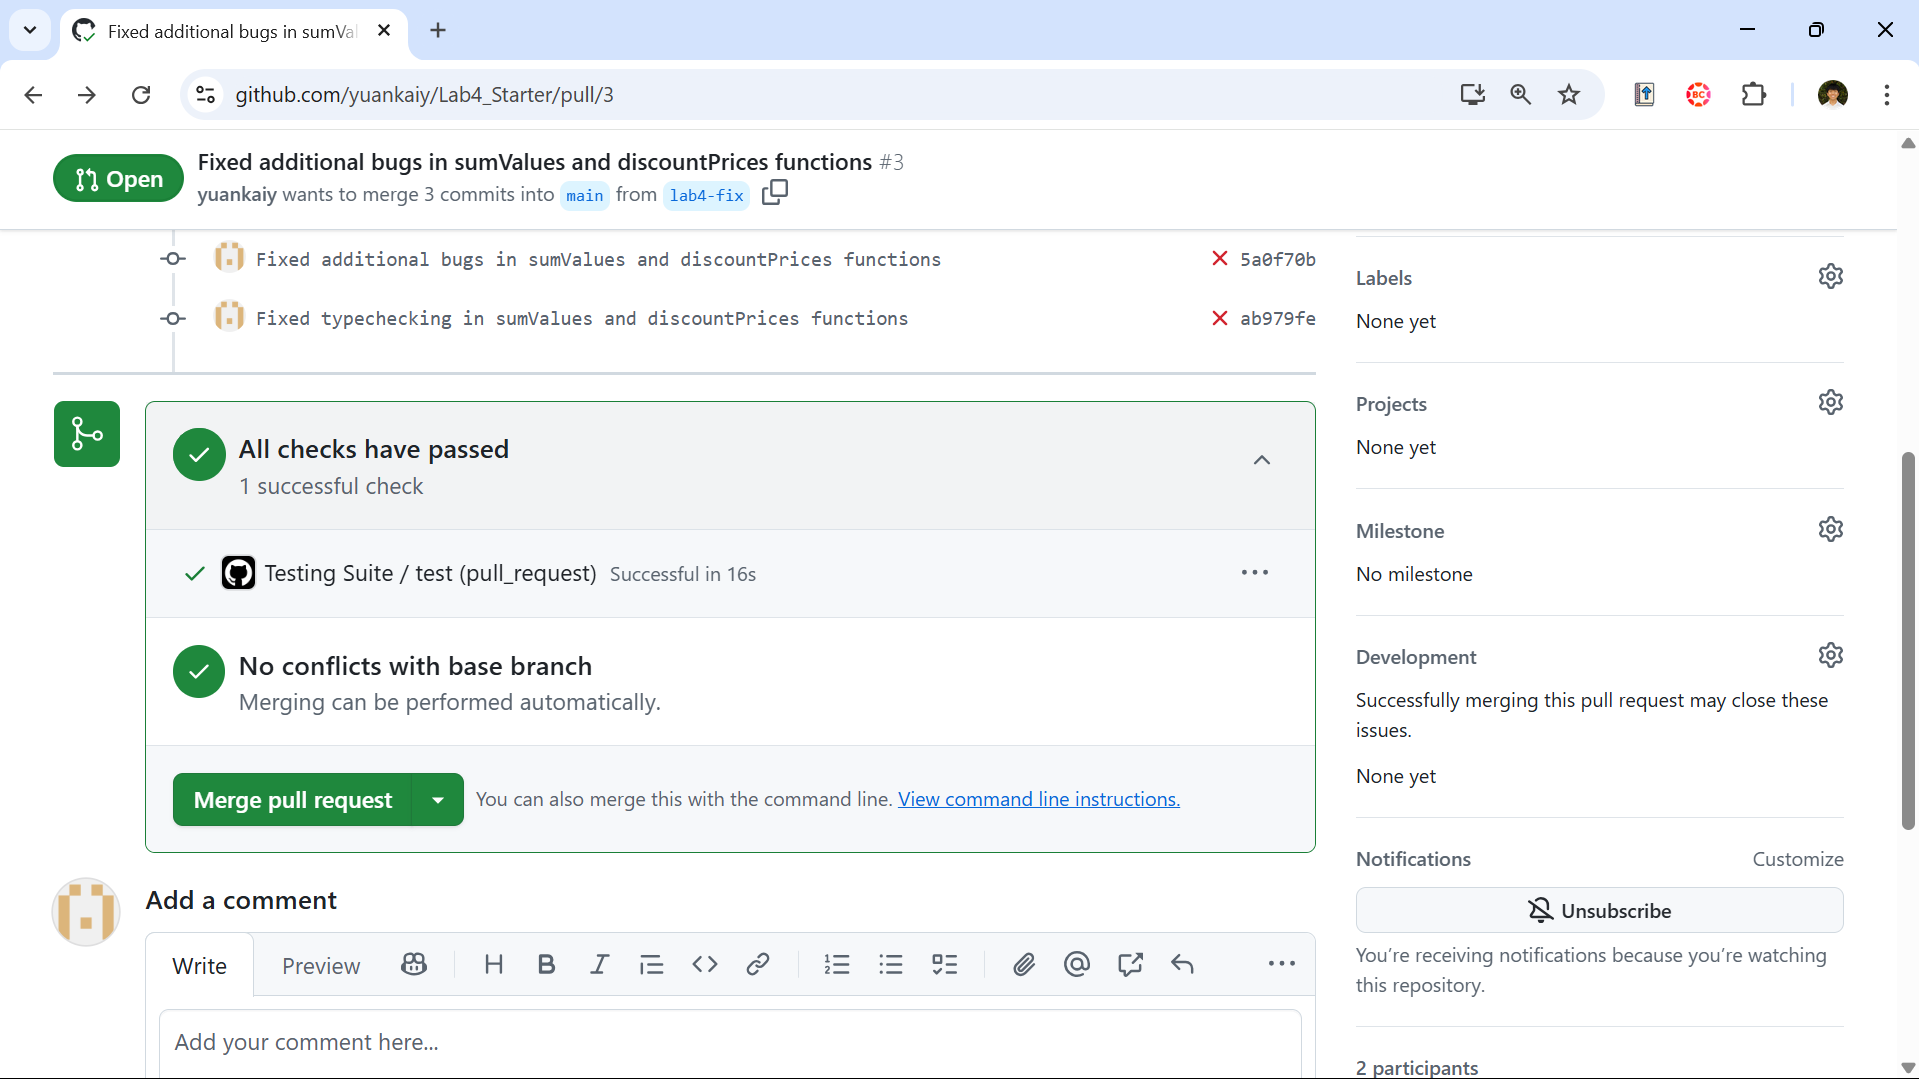 Fixed additional bugs in sumVal
github.com/yuankaiy/Lab4_Starter/pull/3
BC
Open
Fixed additional bugs in sumValues and discountPrices functions #3
yuankaiy wants to merge 3 commits into main from lab4-fix
Fixed additional bugs in sumValues and discountPrices functions 5a0f70b
Fixed typechecking in sumValues and discountPrices functions ab979fe
All checks have passed
1 successful check
Testing Suite / test (pull_request) Successful in 16s
No conflicts with base branch
Merging can be performed automatically.
Merge pull request
You can also merge this with the command line. View command line instructions.
Add a comment
Write Preview
Add your comment here...
Labels
None yet
Projects
None yet
Milestone
No milestone
Development
Successfully merging this pull request may close these
issues.
None yet
Notifications Customize
Unsubscribe
You’re receiving notifications because you’re watching
this repository.
2 participants